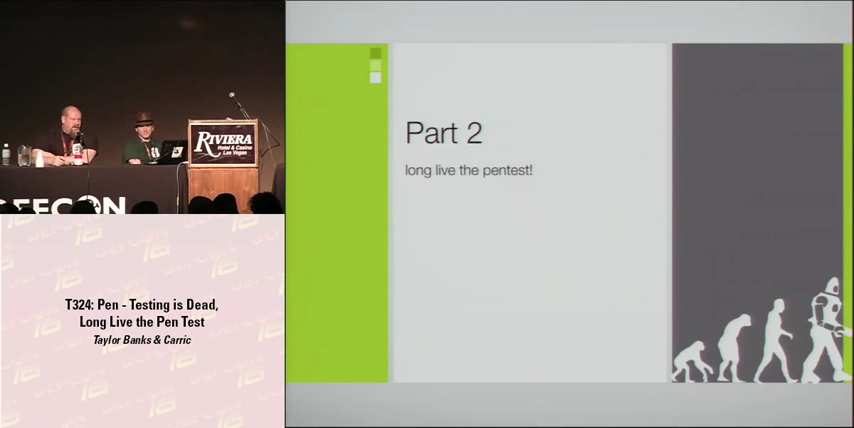 RIVIERA
Hotel & Casino
Las Vegas
DEFCON
T324: Pen - Testing is Dead,
Long Live the Pen Test
Taylor Banks & Carric
Part 2
long live the pentest!